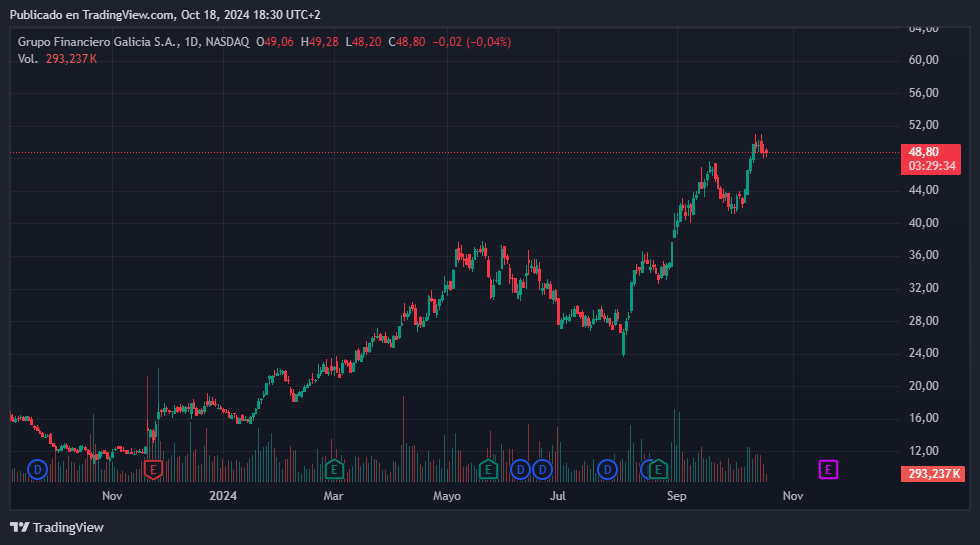 Publicado en TradingView.com, Oct 18, 2024 18:30 UTC+2
Grupo Financiero Galicia S.A., 1D, NASDAQ O49,06 H49,28 L48,20 C48,80 −0,02 (−0,04%)
Vol. 293,237K
64,00
60,00
56,00
52,00
48,80
03:29:34
44,00
40,00
36,00
32,00
28,00
24,00
20,00
16,00
12,00
293,237K
D E E E D D D E E
Nov 2024 Mar Mayo Jul Sep Nov
TradingView